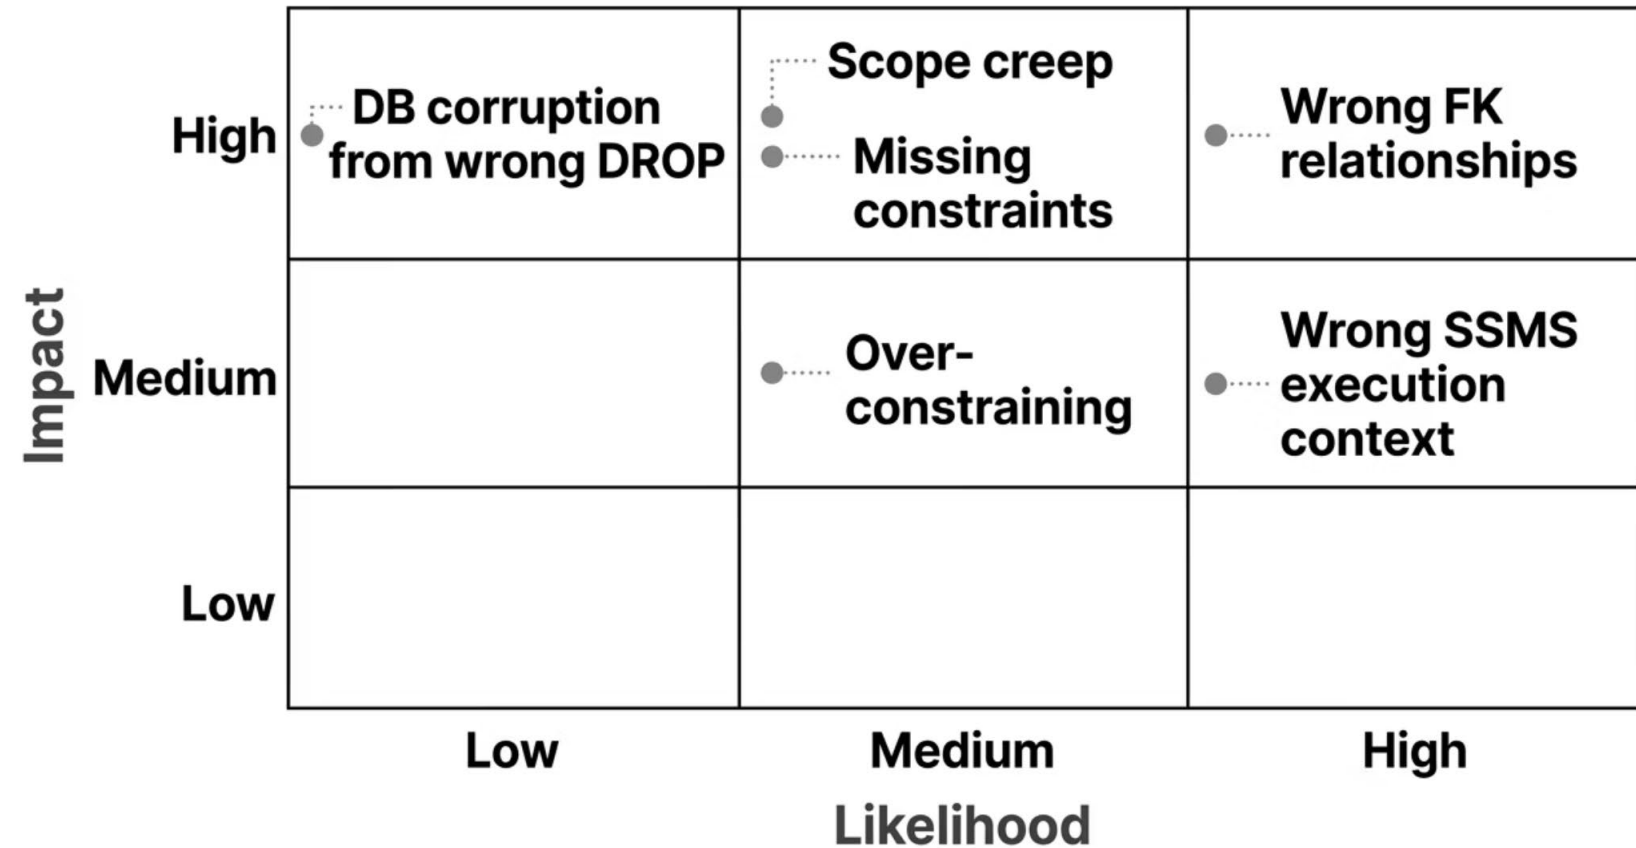 Impact
High
DB corruption
from wrong DROP
Scope creep
Missing
constraints
Wrong FK
relationships
Medium
Over-
constraining
Wrong SSMS
execution
context
Low
Low
Medium
High
Likelihood